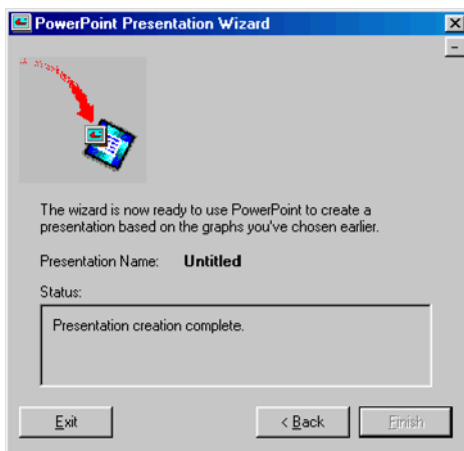 PowerPoint Presentation Wizard
The wizard is now ready to use PowerPoint to create a
presentation based on the graphs you've chosen earlier.
Presentation Name: Untitled
Status:
Presentation creation complete.
Exit < Back Finish